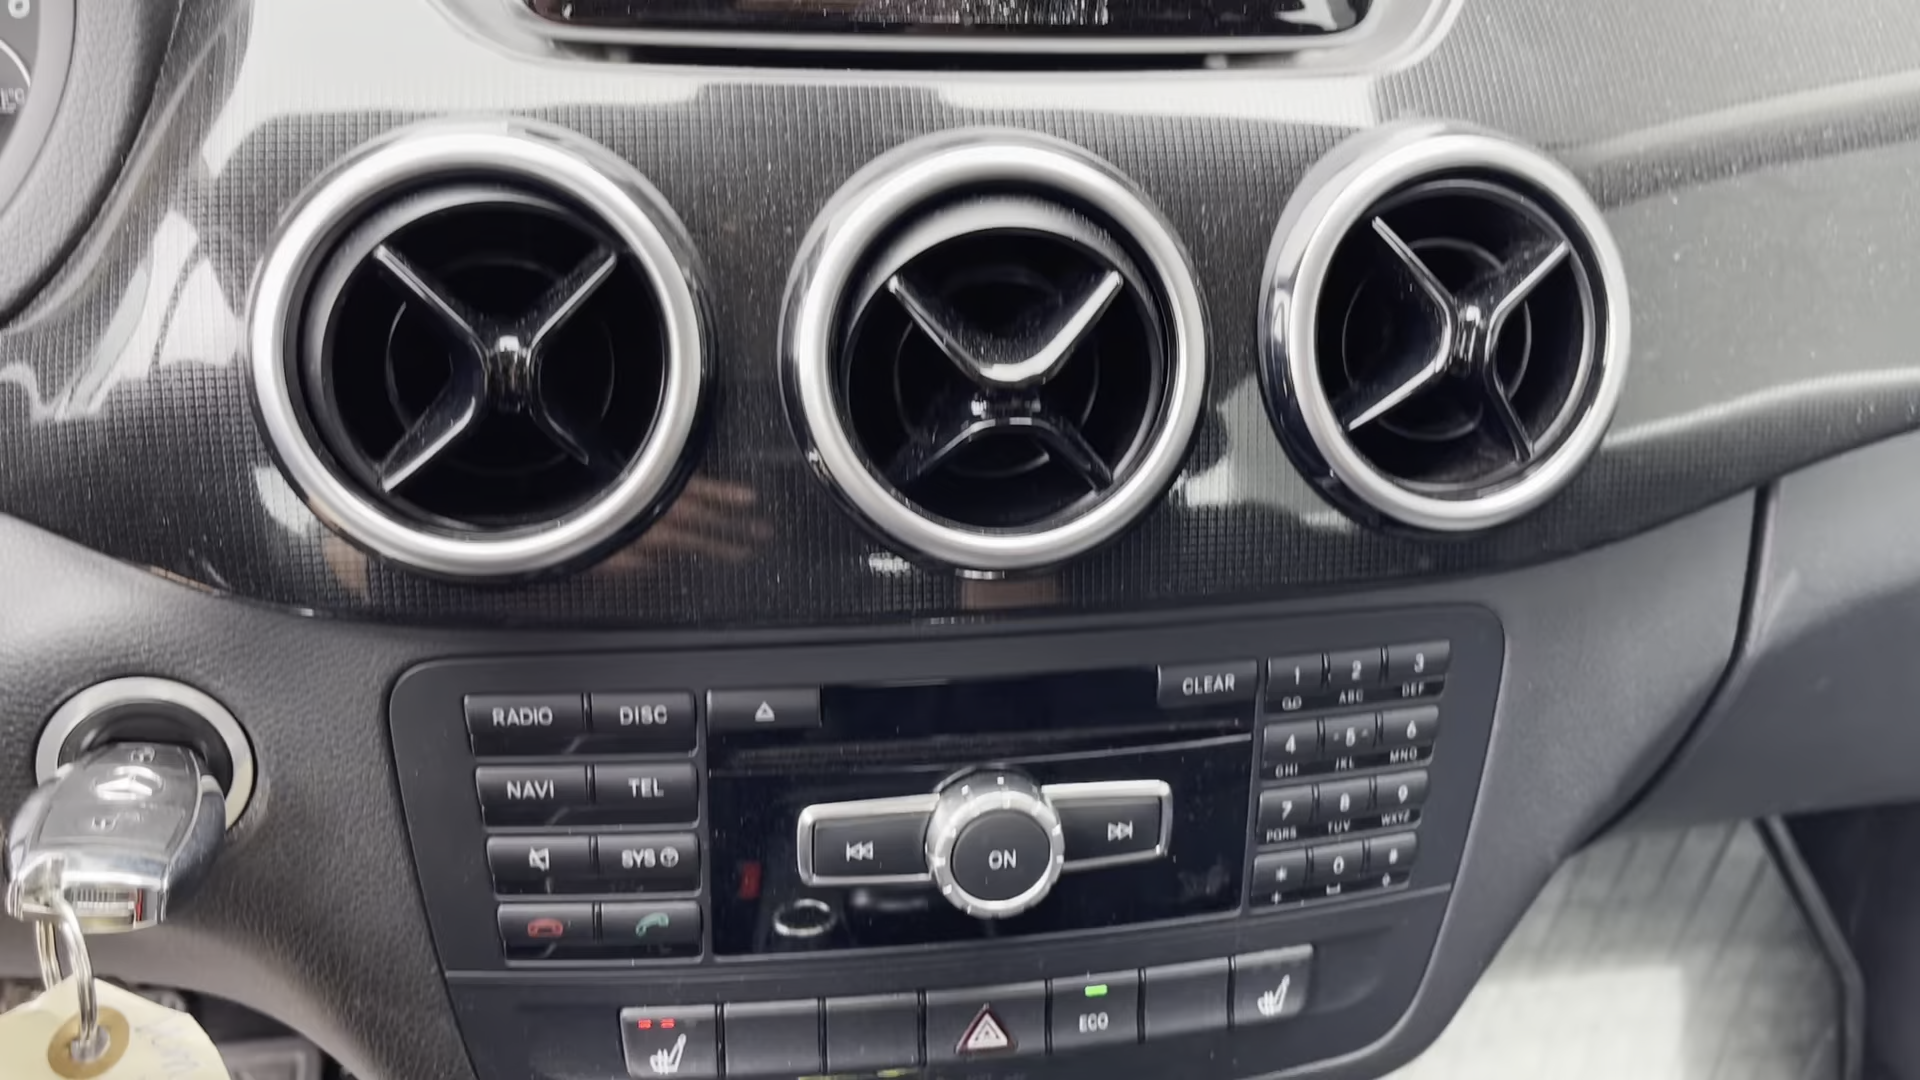 RADIO DISC
NAVI TEL
SYS
CLEAR
ON
1 2 3
ABC DEF
4 5 6
GHI JKL MNO
7 8 9
PQRS TUV WXYZ
* 0 #
+
ECO